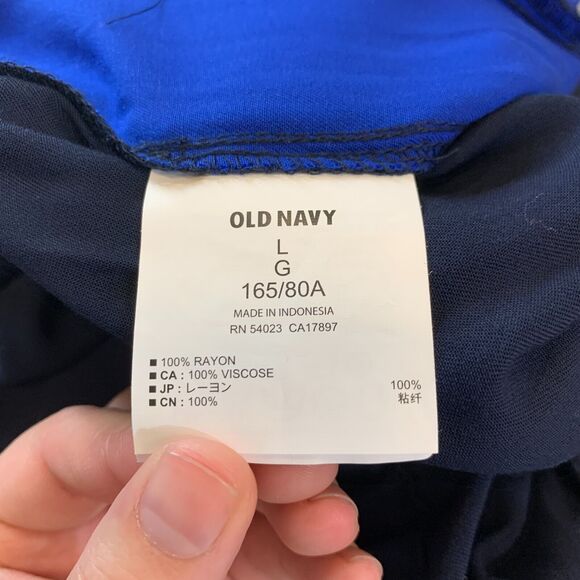 OLD NAVY
L
G
165/80A
MADE IN INDONESIA
RN 54023 CA17897
■ 100% RAYON
■ CA : 100% VISCOSE
■ JP : レーヨン 100%
■ CN : 100% 粘纤